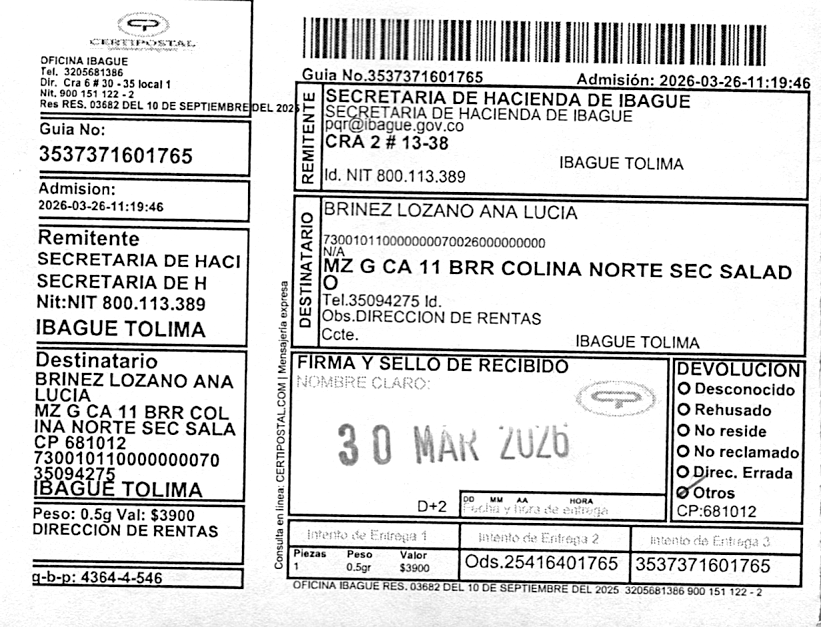 CERTIPOSTAL
OFICINA IBAGUE
Tel. 3205681386
Dir. Cra 6 # 30 - 35 local 1
Nit. 900 151 122 - 2
Res RES. 03682 DEL 10 DE SEPTIEMBRE DEL 2025
Guia No:
3537371601765
Admision:
2026-03-26-11:19:46
Remitente
SECRETARIA DE HACI
SECRETARIA DE H
Nit:NIT 800.113.389
IBAGUE TOLIMA
Destinatario
BRINEZ LOZANO ANA
LUCIA
MZ G CA 11 BRR COL
INA NORTE SEC SALA
CP 681012
730010110000000070
35094275
IBAGUE TOLIMA
Peso: 0.5g Val: $3900
DIRECCION DE RENTAS
g-b-p: 4364-4-546
Consulta en línea: CERTIPOSTAL.COM | Mensajería expresa
Guia No.3537371601765 Admisión: 2026-03-26-11:19:46
REMITENTE
SECRETARIA DE HACIENDA DE IBAGUE
SECRETARIA DE HACIENDA DE IBAGUE
pqr@ibague.gov.co
CRA 2 # 13-38
IBAGUE TOLIMA
Id. NIT 800.113.389
DESTINATARIO
BRINEZ LOZANO ANA LUCIA
730010110000000070026000000000
N/A
MZ G CA 11 BRR COLINA NORTE SEC SALAD
O
Tel.35094275 Id.
Obs.DIRECCION DE RENTAS
Ccte. IBAGUE TOLIMA
FIRMA Y SELLO DE RECIBIDO
NOMBRE CLARO:
30 MAR 2026
D+2
DD MM AA HORA
Fecha y hora de entrega
DEVOLUCION
Desconocido
Rehusado
No reside
No reclamado
Direc. Errada
Otros
CP:681012
Intento de Entrega 1 Intento de Entrega 2 Intento de Entrega 3
Piezas Peso Valor
1 0.5gr $3900
Ods.25416401765 3537371601765
OFICINA IBAGUE RES. 03682 DEL 10 DE SEPTIEMBRE DEL 2025 3205681386 900 151 122 - 2